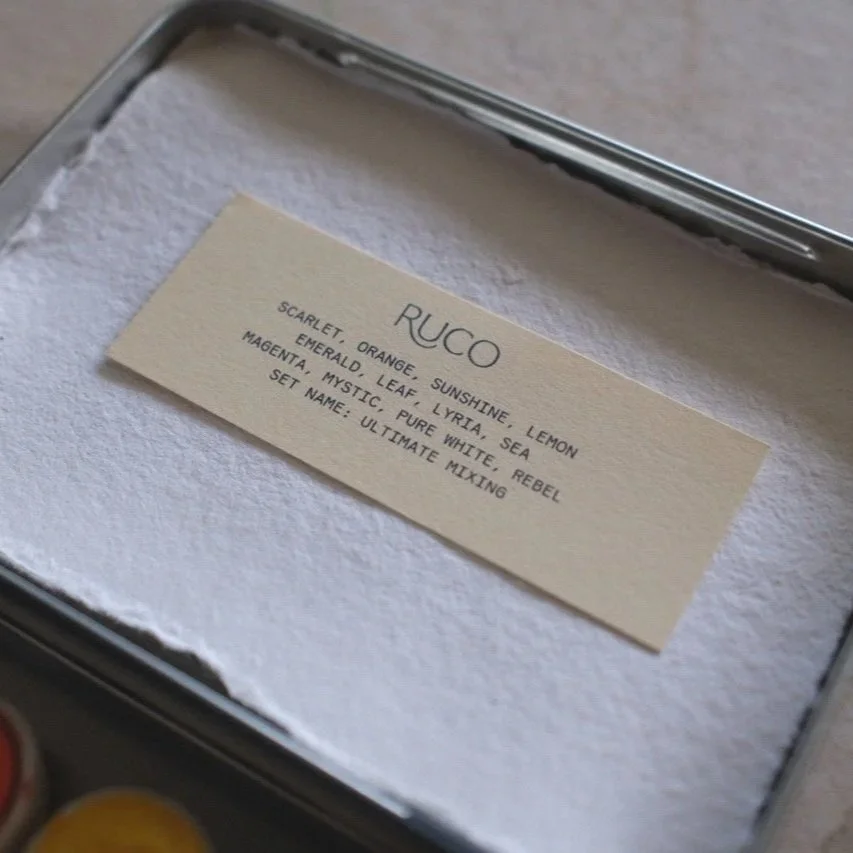 RUCO
SCARLET, ORANGE, SUNSHINE, LEMON
EMERALD, LEAF, LYRIA, SEA
MAGENTA, MYSTIC, PURE WHITE, REBEL
SET NAME: ULTIMATE MIXING